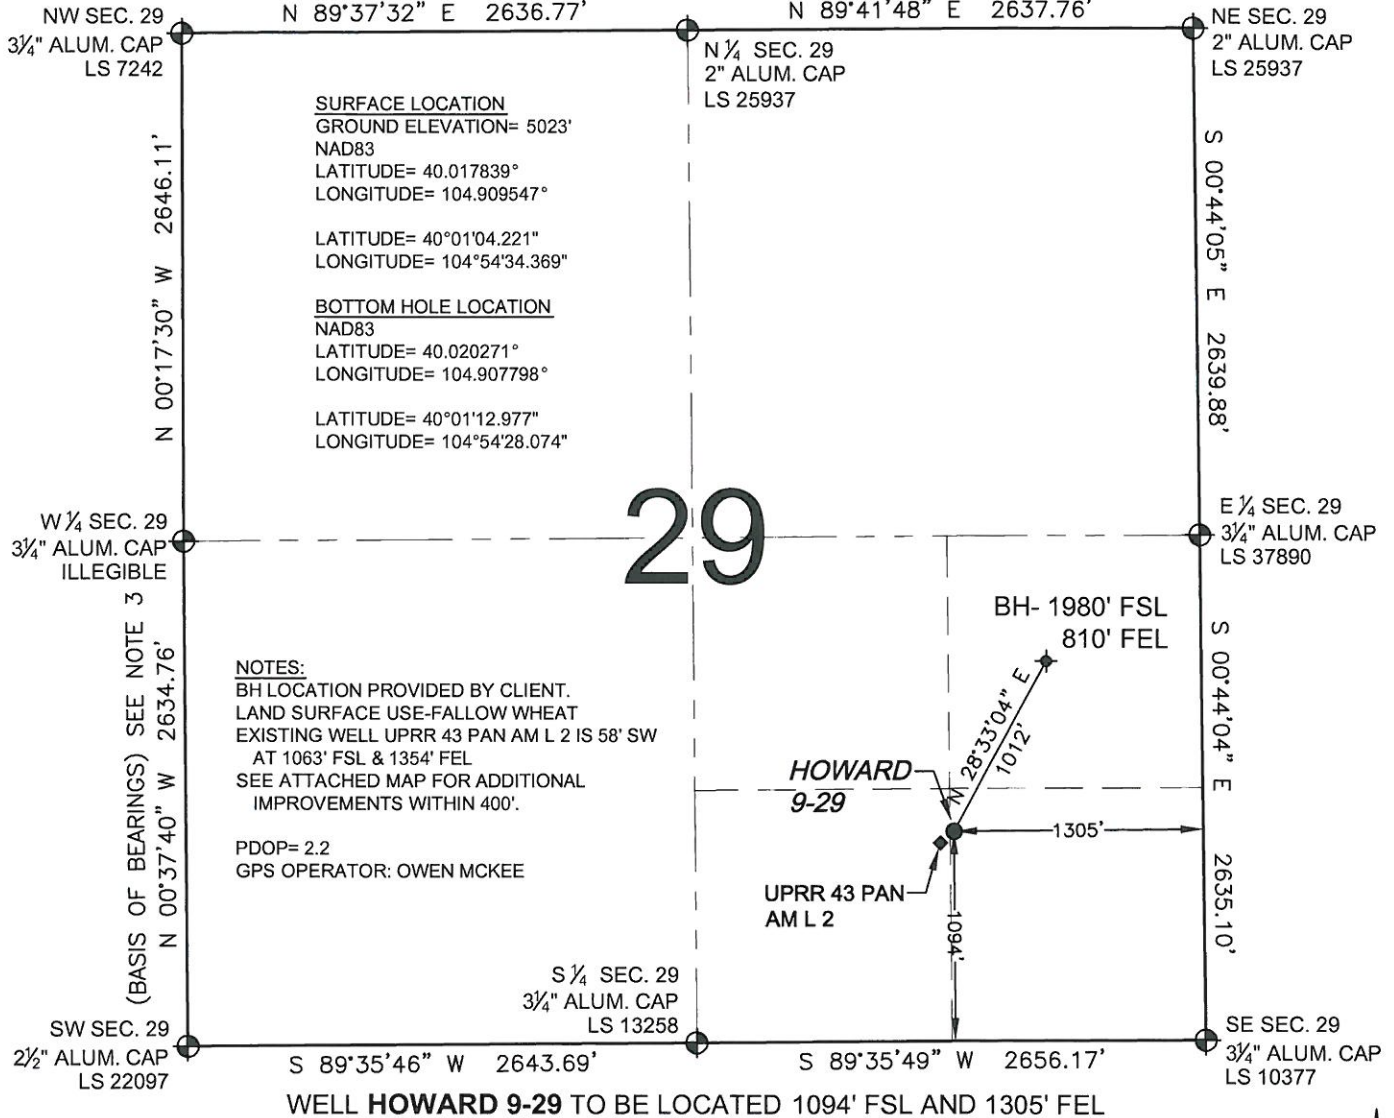 N 89°37'32" E 2636.77'
N 89°41'48" E 2637.76'
NW SEC. 29
3¼" ALUM. CAP
LS 7242
N ¼ SEC. 29
2" ALUM. CAP
LS 25937
NE SEC. 29
2" ALUM. CAP
LS 25937
SURFACE LOCATION
GROUND ELEVATION= 5023'
NAD83
LATITUDE= 40.017839°
LONGITUDE= 104.909547°
LATITUDE= 40°01'04.221"
LONGITUDE= 104°54'34.369"
BOTTOM HOLE LOCATION
NAD83
LATITUDE= 40.020271°
LONGITUDE= 104.907798°
LATITUDE= 40°01'12.977"
LONGITUDE= 104°54'28.074"
N 00°17'30" W 2646.11'
S 00°44'05" E 2639.88'
29
W ¼ SEC. 29
3¼" ALUM. CAP
ILLEGIBLE
E ¼ SEC. 29
3¼" ALUM. CAP
LS 37890
(BASIS OF BEARINGS) SEE NOTE 3
N 00°37'40" W 2634.76'
NOTES:
BH LOCATION PROVIDED BY CLIENT.
LAND SURFACE USE-FALLOW WHEAT
EXISTING WELL UPRR 43 PAN AM L 2 IS 58' SW
AT 1063' FSL & 1354' FEL
SEE ATTACHED MAP FOR ADDITIONAL
IMPROVEMENTS WITHIN 400'.
PDOP= 2.2
GPS OPERATOR: OWEN MCKEE
BH- 1980' FSL
810' FEL
N 28°33'04" E
1012'
HOWARD
9-29
1305'
UPRR 43 PAN
AM L 2
1094'
S 00°44'04" E 2635.10'
S ¼ SEC. 29
3¼" ALUM. CAP
LS 13258
SW SEC. 29
2½" ALUM. CAP
LS 22097
S 89°35'46" W 2643.69'
S 89°35'49" W 2656.17'
SE SEC. 29
3¼" ALUM. CAP
LS 10377
WELL HOWARD 9-29 TO BE LOCATED 1094' FSL AND 1305' FEL